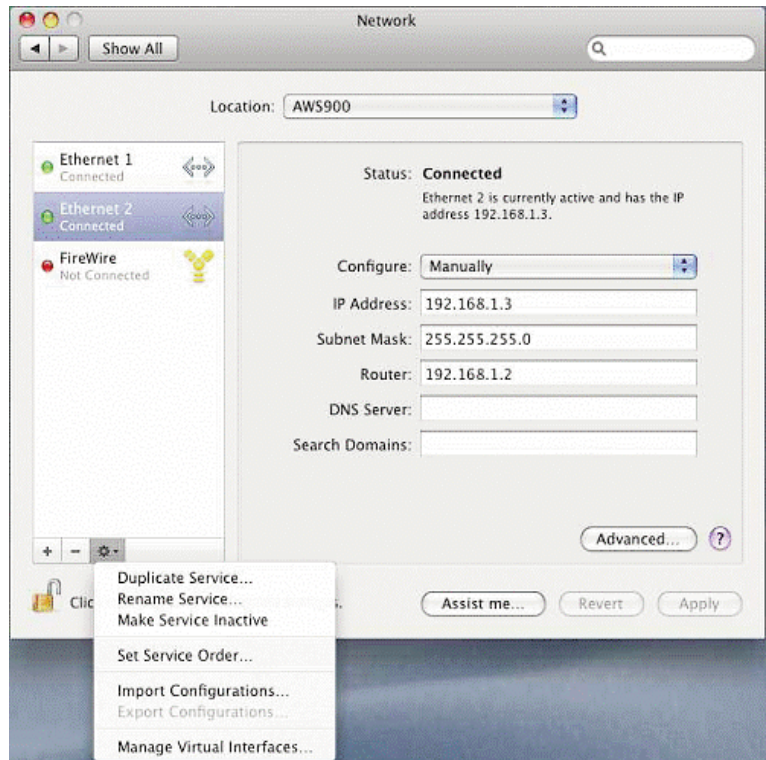 Network
Show All
Location: AWS900
Ethernet 1
Connected
Ethernet 2
Connected
FireWire
Not Connected
Status: Connected
Ethernet 2 is currently active and has the IP
address 192.168.1.3.
Configure: Manually
IP Address: 192.168.1.3
Subnet Mask: 255.255.255.0
Router: 192.168.1.2
DNS Server:
Search Domains:
Advanced... ?
+ -
Clic s.
Assist me... Revert Apply
Duplicate Service...
Rename Service...
Make Service Inactive
Set Service Order...
Import Configurations...
Export Configurations...
Manage Virtual Interfaces...